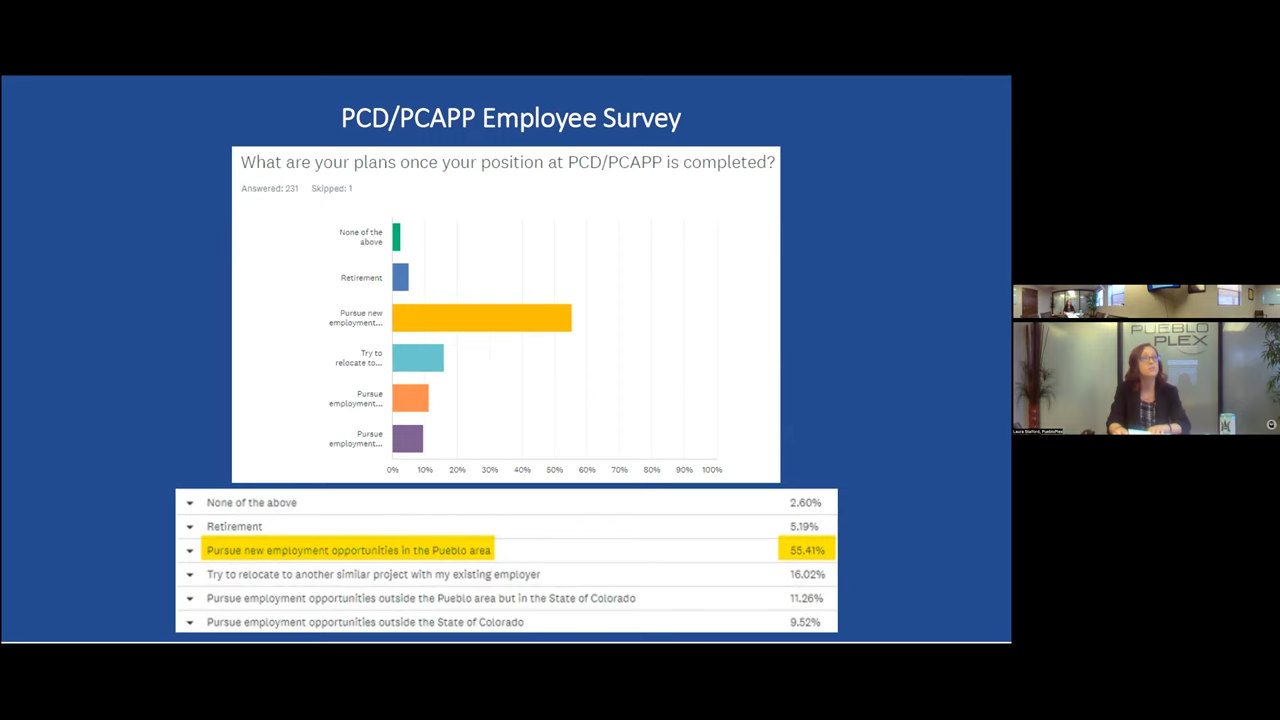 PCD/PCAPP Employee Survey
What are your plans once your position at PCD/PCAPP is completed?
Answered: 231 Skipped: 1
None of the
above
Retirement
Pursue new
employment...
Try to
relocate to...
Pursue
employment...
Pursue
employment...
0% 10% 20% 30% 40% 50% 60% 70% 80% 90% 100%
None of the above 2.60%
Retirement 5.19%
Pursue new employment opportunities in the Pueblo area 55.41%
Try to relocate to another similar project with my existing employer 16.02%
Pursue employment opportunities outside the Pueblo area but in the State of Colorado 11.26%
Pursue employment opportunities outside the State of Colorado 9.52%
PUEBLO
PLEX
Laura Stafford, PuebloPlex